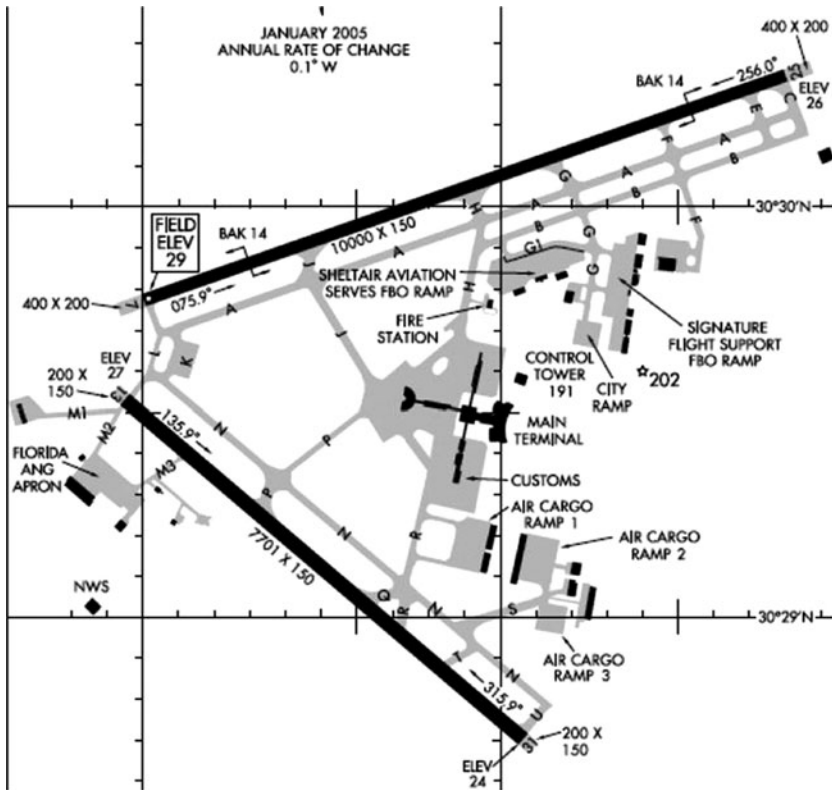 JANUARY 2005
ANNUAL RATE OF CHANGE
0.1° W
400 X 200
BAK 14
256.0°
25
ELEV
26
C
E
F
A
B
A
B
G
H
A
B
F
30°30'N
FIELD
ELEV
29
BAK 14
10000 X 150
J
A
G
G
G1
H
SHELTAIR AVIATION
SERVES FBO RAMP
400 X 200
7
075.9°
A
J
FIRE
STATION
SIGNATURE
FLIGHT SUPPORT
FBO RAMP
ELEV
27
L
K
200 X
150
13
CONTROL
TOWER
191
CITY
RAMP
202
M1
135.9°
N
P
MAIN
TERMINAL
M2
FLORIDA
ANG
APRON
M3
P
N
CUSTOMS
AIR CARGO
RAMP 1
R
AIR CARGO
RAMP 2
7701 X 150
N
NWS
Q
R
N
S
30°29'N
AIR CARGO
RAMP 3
T
N
315.9°
U
31
200 X
150
ELEV
24